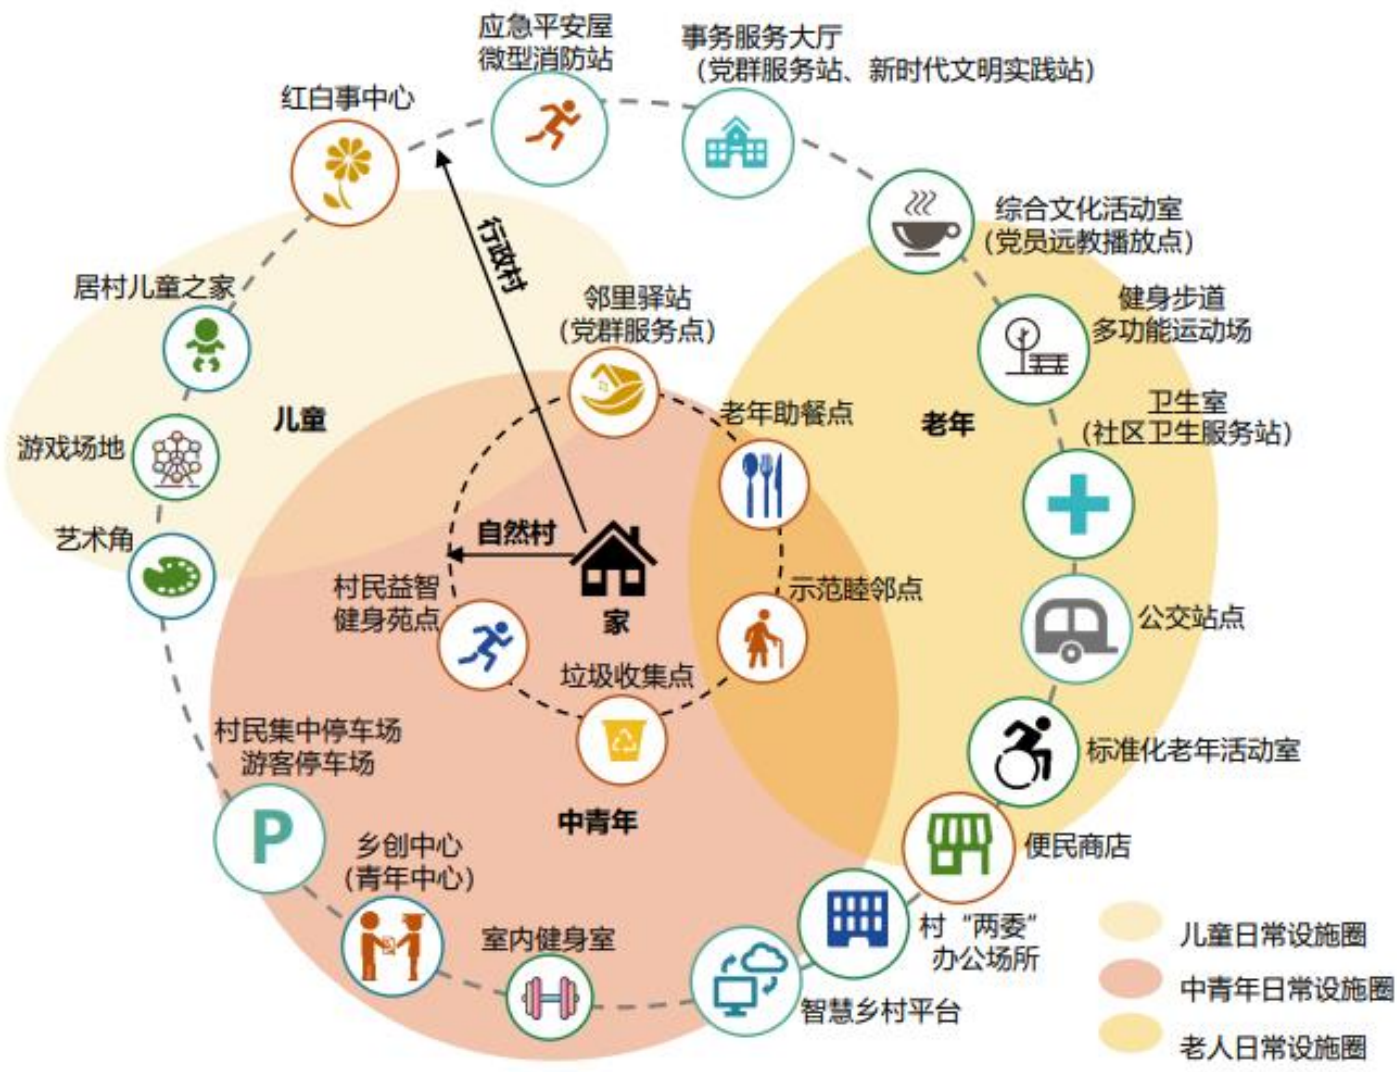 应急平安屋
微型消防站
事务服务大厅
（党群服务站、新时代文明实践站）
红白事中心
综合文化活动室
（党员远教播放点）
行政村
居村儿童之家
邻里驿站
（党群服务点）
健身步道
多功能运动场
儿童
老年助餐点
老年
卫生室
（社区卫生服务站）
游戏场地
艺术角
自然村
村民益智
健身苑点
家
示范睦邻点
公交站点
垃圾收集点
村民集中停车场
游客停车场
标准化老年活动室
P
中青年
乡创中心
（青年中心）
便民商店
室内健身室
村“两委”
办公场所
智慧乡村平台
儿童日常设施圈
中青年日常设施圈
老人日常设施圈